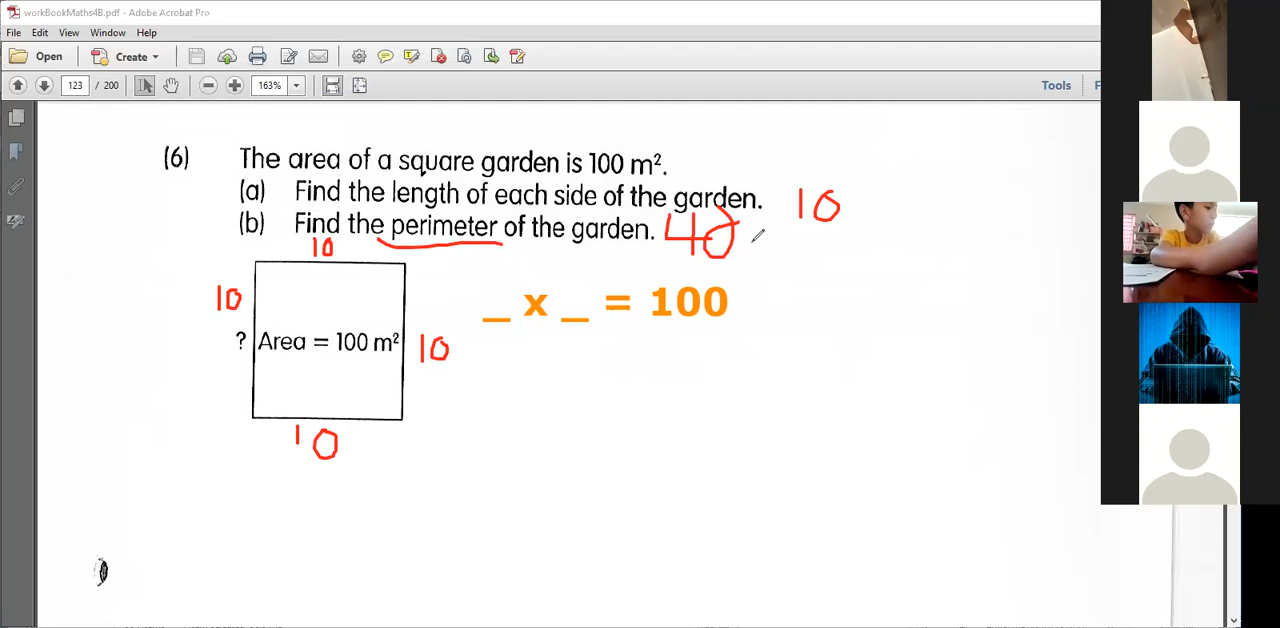 workBookMaths4B.pdf - Adobe Acrobat Pro
File Edit View Window Help
Open Create
123 / 200 163% Tools
(6) The area of a square garden is 100 m².
(a) Find the length of each side of the garden. 10
(b) Find the perimeter of the garden. 40
10
10
_ x _ = 100
? Area = 100 m² 10
10